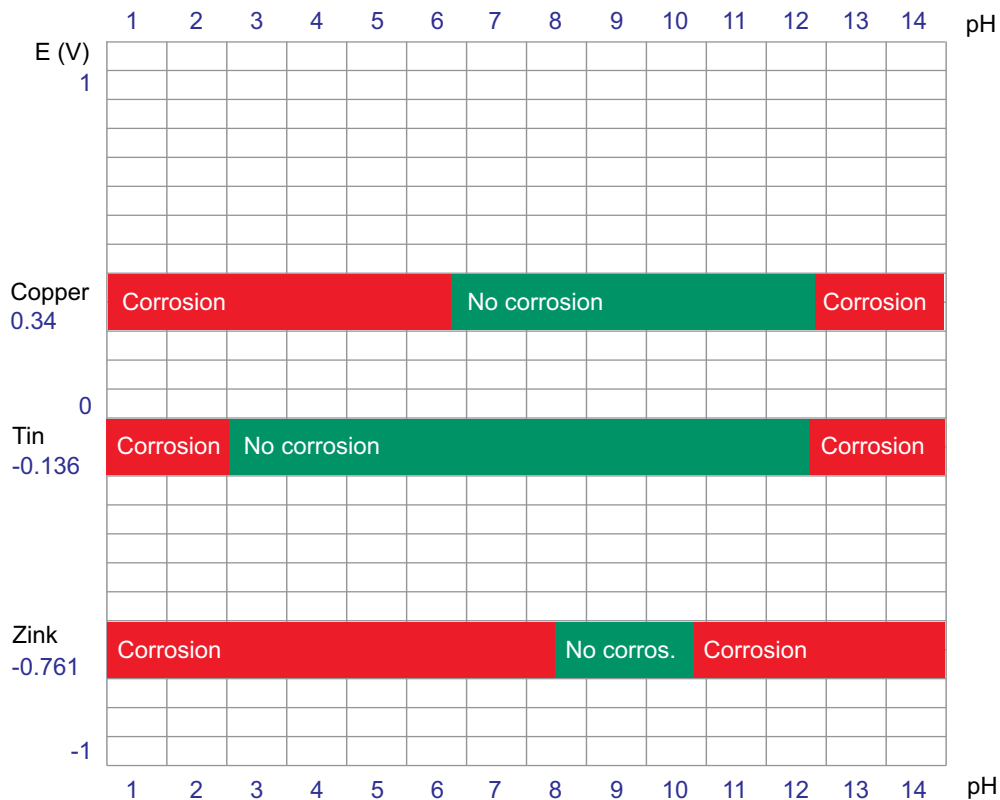 1 2 3 4 5 6 7 8 9 10 11 12 13 14 pH
E (V)
1
Copper
0.34
Corrosion No corrosion Corrosion
0
Tin
-0.136
Corrosion No corrosion Corrosion
Zink
-0.761
Corrosion No corros. Corrosion
-1
1 2 3 4 5 6 7 8 9 10 11 12 13 14 pH